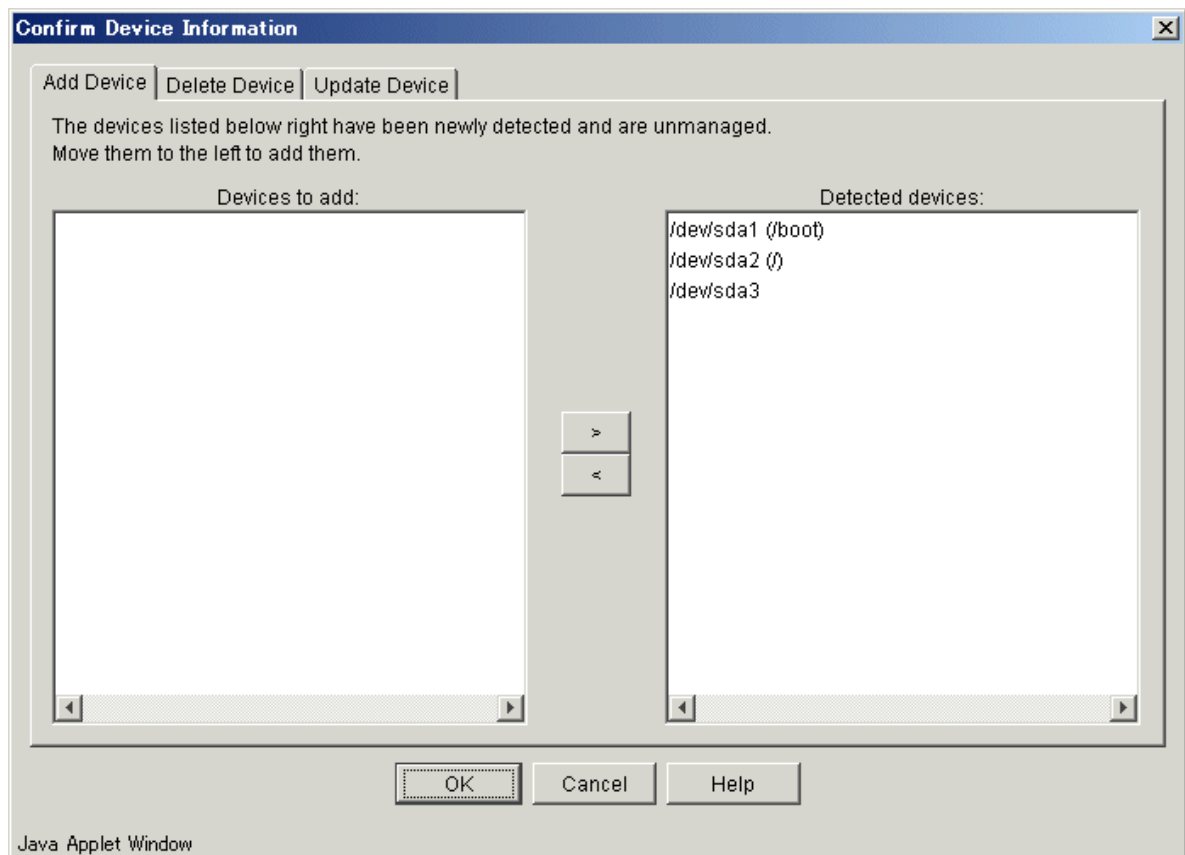 Confirm Device Information
Add Device
Delete Device
Update Device
The devices listed below right have been newly detected and are unmanaged.
Move them to the left to add them.
Devices to add:
Detected devices:
/dev/sda1 (/boot)
/dev/sda2 (/)
/dev/sda3
>
<
OK
Cancel
Help
Java Applet Window